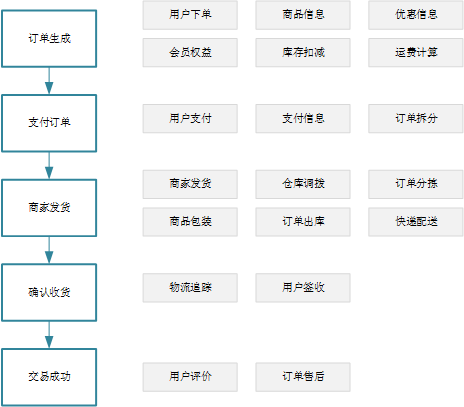 订单生成
用户下单 商品信息 优惠信息
会员权益 库存扣减 运费计算
支付订单
用户支付 支付信息 订单拆分
商家发货
商家发货 仓库调拨 订单分拣
商品包装 订单出库 快递配送
确认收货
物流追踪 用户签收
交易成功
用户评价 订单售后